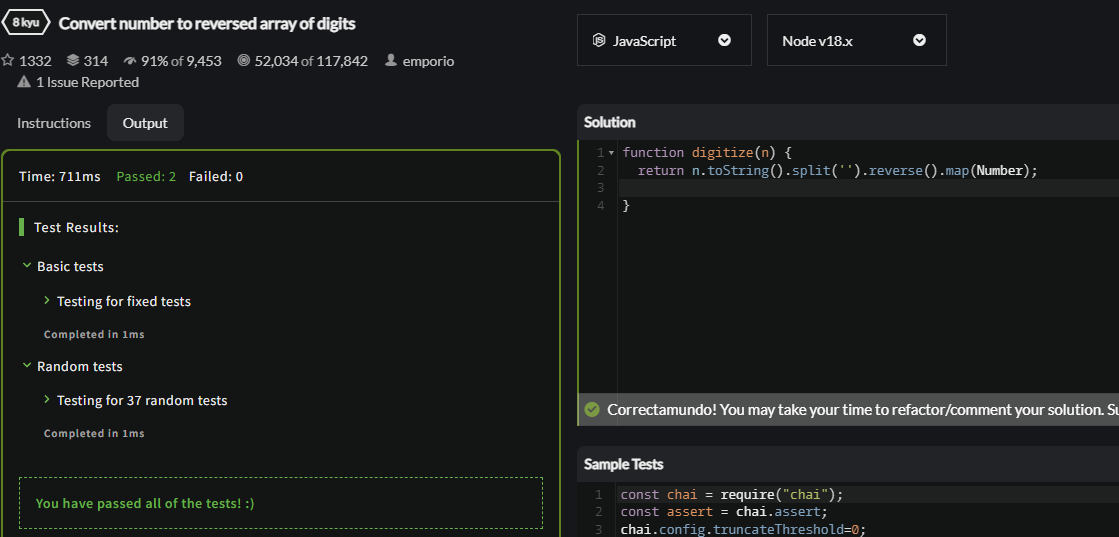 8 kyu Convert number to reversed array of digits
1332 314 91% of 9,453 52,034 of 117,842 emporio
1 Issue Reported
Instructions Output
Time: 711ms Passed: 2 Failed: 0
Test Results:
Basic tests
Testing for fixed tests
Completed in 1ms
Random tests
Testing for 37 random tests
Completed in 1ms
You have passed all of the tests! :)
JavaScript Node v18.x
Solution
1 function digitize(n) {
2 return n.toString().split('').reverse().map(Number);
3
4 }
Correctamundo! You may take your time to refactor/comment your solution. Su
Sample Tests
1 const chai = require("chai");
2 const assert = chai.assert;
3 chai.config.truncateThreshold=0;